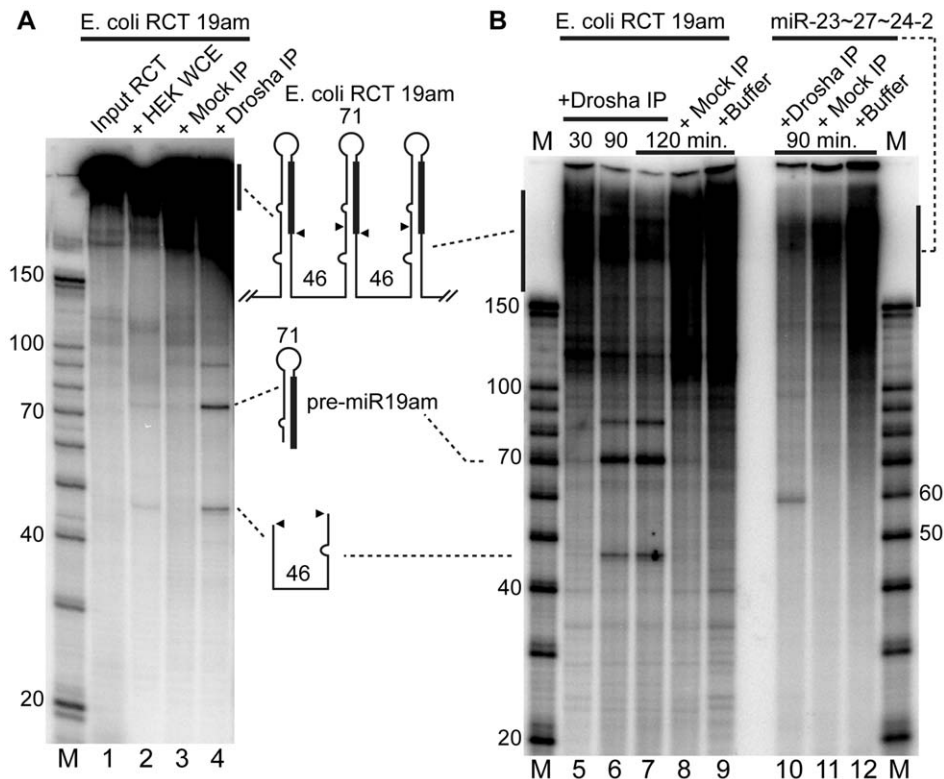 A
E. coli RCT 19am
Input RCT
+ HEK WCE
+ Mock IP
+ Drosha IP
150
100
70
40
20
M 1 2 3 4
E. coli RCT 19am
71
46 46
71
pre-miR19am
46
B
E. coli RCT 19am miR-23~27~24-2
+Drosha IP
+ Mock IP
+Buffer
+Drosha IP
+ Mock IP
+Buffer
M 30 90 120 min. 90 min. M
150
100
70
40
20
60
50
M 5 6 7 8 9 10 11 12 M